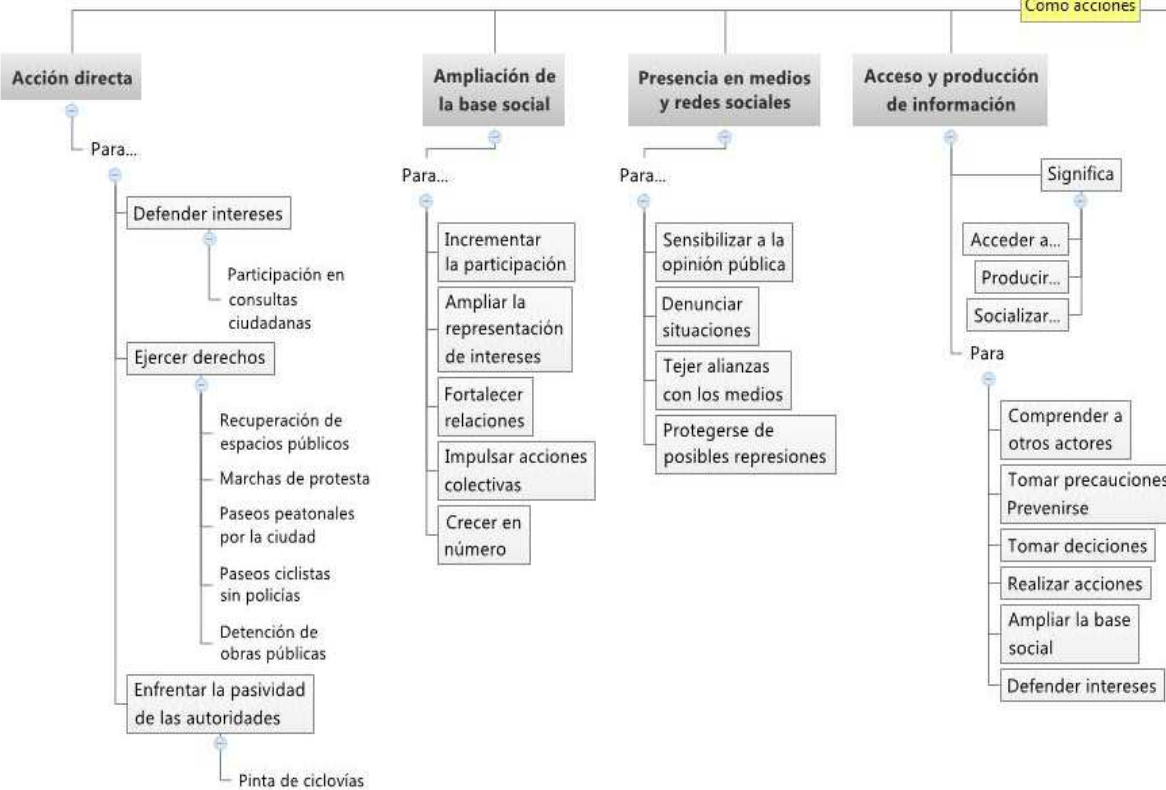 Como acciones
Acción directa
Para...
Defender intereses
Participación en
consultas
ciudadanas
Ejercer derechos
Recuperación de
espacios públicos
Marchas de protesta
Paseos peatonales
por la ciudad
Paseos ciclistas
sin policías
Detención de
obras públicas
Enfrentar la pasividad
de las autoridades
Pinta de ciclovías
Ampliación de
la base social
Para...
Incrementar
la participación
Ampliar la
representación
de intereses
Fortalecer
relaciones
Impulsar acciones
colectivas
Crecer en
número
Presencia en medios
y redes sociales
Para...
Sensibilizar a la
opinión pública
Denunciar
situaciones
Tejer alianzas
con los medios
Protegerse de
posibles represiones
Acceso y producción
de información
Significa
Acceder a...
Producir...
Socializar...
Para
Comprender a
otros actores
Tomar precauciones
Prevenirse
Tomar deciciones
Realizar acciones
Ampliar la base
social
Defender intereses